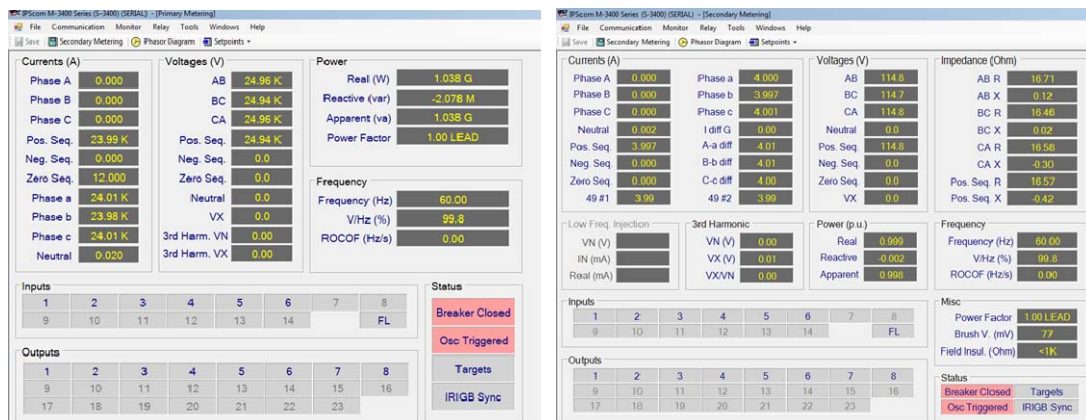 IPScom M-3400 Series (S-3400) (SERIAL) - [Primary Metering]
File Communication Monitor Relay Tools Windows Help
Save Secondary Metering Phasor Diagram Setpoints
Currents (A) Voltages (V) Power
Phase A 0.000 AB 24.96 K Real (W) 1.038 G
Phase B 0.000 BC 24.94 K Reactive (var) -2.078 M
Phase C 0.000 CA 24.96 K Apparent (va) 1.038 G
Pos. Seq. 23.99 K Pos. Seq. 24.94 K Power Factor 1.00 LEAD
Neg. Seq. 0.000 Neg. Seq. 0.0
Zero Seq. 12.000 Zero Seq. 0.0 Frequency
Phase a 24.01 K Neutral 0.0 Frequency (Hz) 60.00
Phase b 23.98 K VX 0.0 V/Hz (%) 99.8
Phase c 24.01 K 3rd Harm. VN 0.00 ROCOF (Hz/s) 0.00
Neutral 0.020 3rd Harm. VX 0.00
Inputs Status
1 2 3 4 5 6 7 8 Breaker Closed
9 10 11 12 13 14 FL
Osc Triggered
Outputs
1 2 3 4 5 6 7 8 Targets
9 10 11 12 13 14 15 16
17 18 19 20 21 22 23 IRIGB Sync
IPScom M-3400 Series (S-3400) (SERIAL) - [Secondary Metering]
File Communication Monitor Relay Tools Windows Help
Save Secondary Metering Phasor Diagram Setpoints
Currents (A) Voltages (V) Impedance (Ohm)
Phase A 0.000 Phase a 4.000 AB 114.8 AB R 16.71
Phase B 0.000 Phase b 3.997 BC 114.7 AB X 0.12
Phase C 0.000 Phase c 4.001 CA 114.8 BC R 16.46
Neutral 0.002 I diff G 0.00 Neutral 0.0 BC X 0.02
Pos. Seq. 3.997 A-a diff 4.01 Pos. Seq. 114.8 CA R 16.58
Neg. Seq. 0.000 B-b diff 4.01 Neg. Seq. 0.0 CA X -0.30
Zero Seq. 0.000 C-c diff 4.00 Zero Seq. 0.0 Pos. Seq. R 16.57
49 #1 3.99 49 #2 3.99 VX 0.0 Pos. Seq. X -0.42
Low Freq. Injection 3rd Harmonic Power (p.u.) Frequency
VN (V) VN (V) 0.00 Real 0.999 Frequency (Hz) 60.00
IN (mA) VX (V) 0.01 Reactive -0.002 V/Hz (%) 99.8
Real (mA) VX/VN 0.00 Apparent 0.998 ROCOF (Hz/s) 0.00
Inputs Misc
1 2 3 4 5 6 7 8 Power Factor 1.00 LEAD
9 10 11 12 13 14 FL Brush V. (mV) 77
Field Insul. (Ohm) <1K
Outputs
1 2 3 4 5 6 7 8 Status
9 10 11 12 13 14 15 16 Breaker Closed Targets
17 18 19 20 21 22 23 Osc Triggered IRIGB Sync